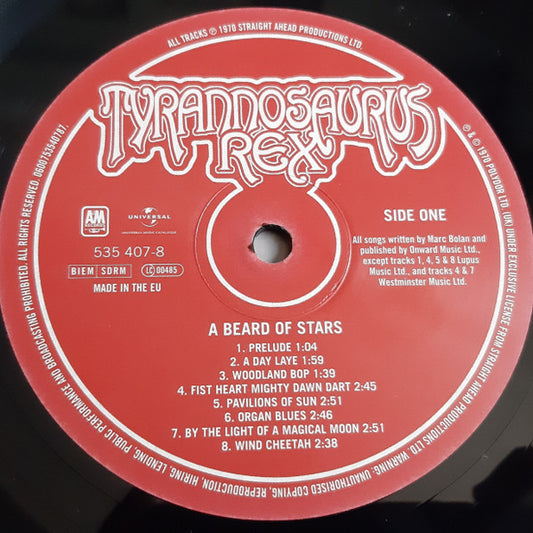 ALL TRACKS ℗ 1970 STRAIGHT AHEAD PRODUCTIONS LTD.
TYRANNOSAURUS
REX
AM
RECORDS
UNIVERSAL
UNIVERSAL MUSIC CATALOGUE
535 407-8
BIEM SDRM
LC 00485
MADE IN THE EU
SIDE ONE
All songs written by Marc Bolan and
published by Onward Music Ltd.,
except tracks 1, 4, 5 & 8 Lupus
Music Ltd., and tracks 4 & 7
Westminster Music Ltd.
A BEARD OF STARS
1. PRELUDE 1:04
2. A DAY LAYE 1:59
3. WOODLAND BOP 1:39
4. FIST HEART MIGHTY DAWN DART 2:45
5. PAVILIONS OF SUN 2:51
6. ORGAN BLUES 2:46
7. BY THE LIGHT OF A MAGICAL MOON 2:51
8. WIND CHEETAH 2:38
℗ & © 1970 POLYDOR LTD. (UK) UNDER EXCLUSIVE LICENSE FROM STRAIGHT AHEAD PRODUCTIONS LTD. WARNING. UNAUTHORISED COPYING, REPRODUCTION, HIRING, LENDING, PUBLIC PERFORMANCE AND BROADCASTING PROHIBITED. ALL RIGHTS RESERVED. 0600753540787.